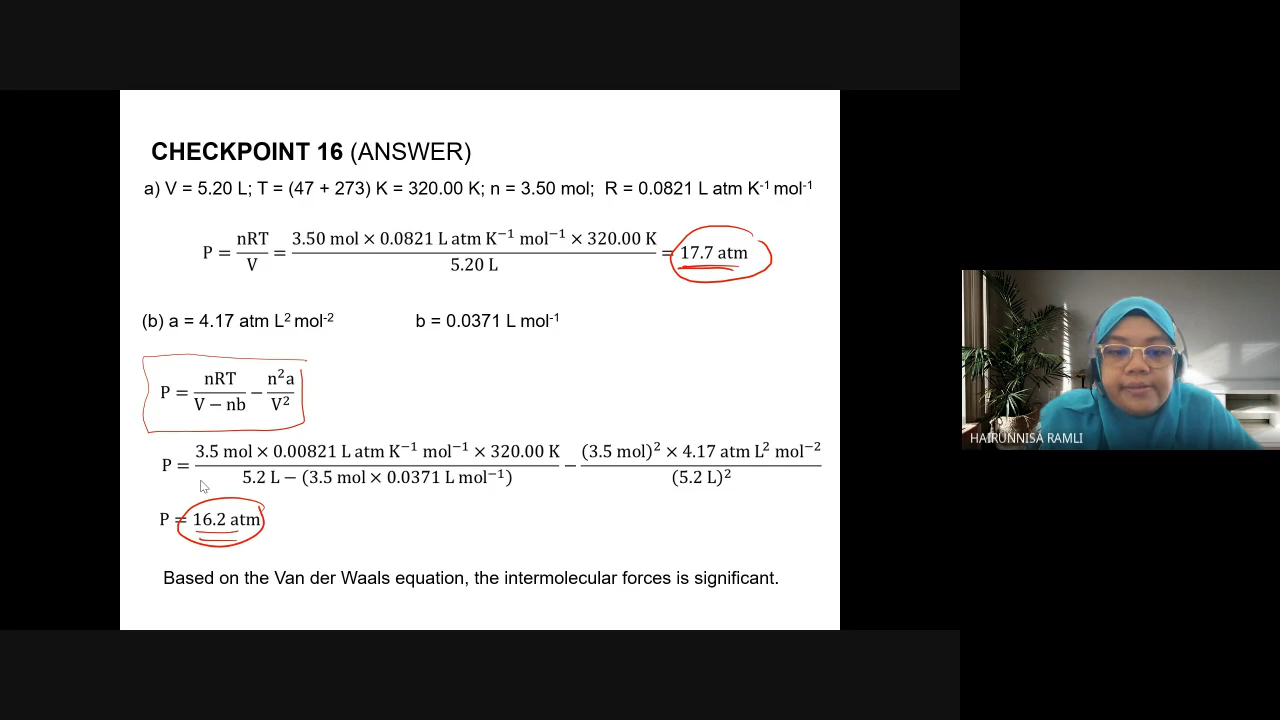 CHECKPOINT 16 (ANSWER)
a) V = 5.20 L; T = (47 + 273) K = 320.00 K; n = 3.50 mol; R = 0.0821 L atm K⁻¹ mol⁻¹
P = nRT/V = 3.50 mol × 0.0821 L atm K⁻¹ mol⁻¹ × 320.00 K / 5.20 L = 17.7 atm
(b) a = 4.17 atm L² mol⁻² b = 0.0371 L mol⁻¹
P = nRT/(V − nb) − n²a/V²
P = 3.5 mol × 0.00821 L atm K⁻¹ mol⁻¹ × 320.00 K / 5.2 L − (3.5 mol × 0.0371 L mol⁻¹) − (3.5 mol)² × 4.17 atm L² mol⁻² / (5.2 L)²
P = 16.2 atm
Based on the Van der Waals equation, the intermolecular forces is significant.
HAIRUNNISA RAMLI